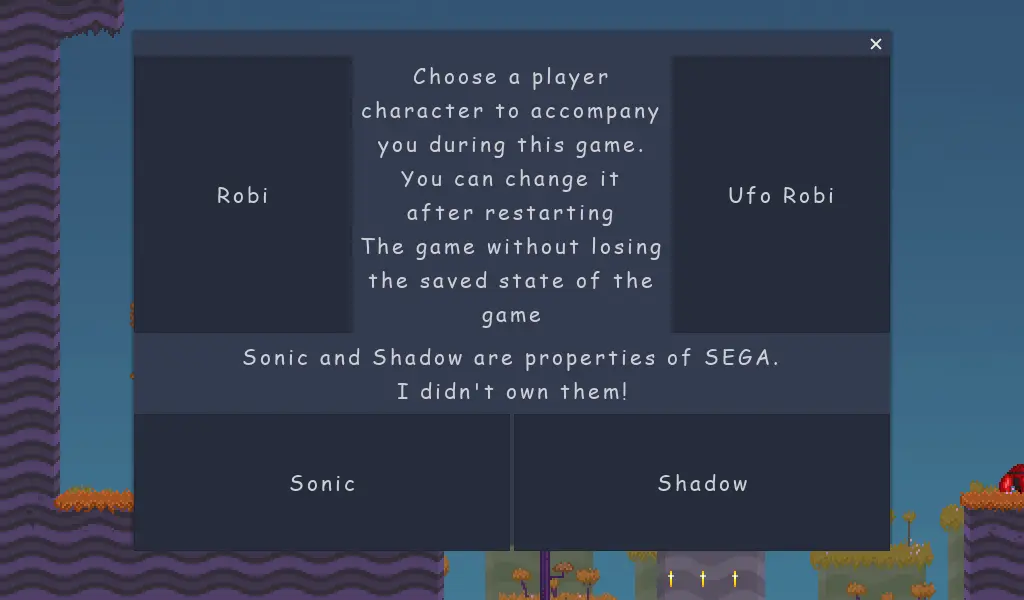 Choose a player
character to accompany
you during this game.
You can change it
after restarting
The game without losing
the saved state of the
game
Robi
Ufo Robi
Sonic and Shadow are properties of SEGA.
I didn't own them!
Sonic
Shadow